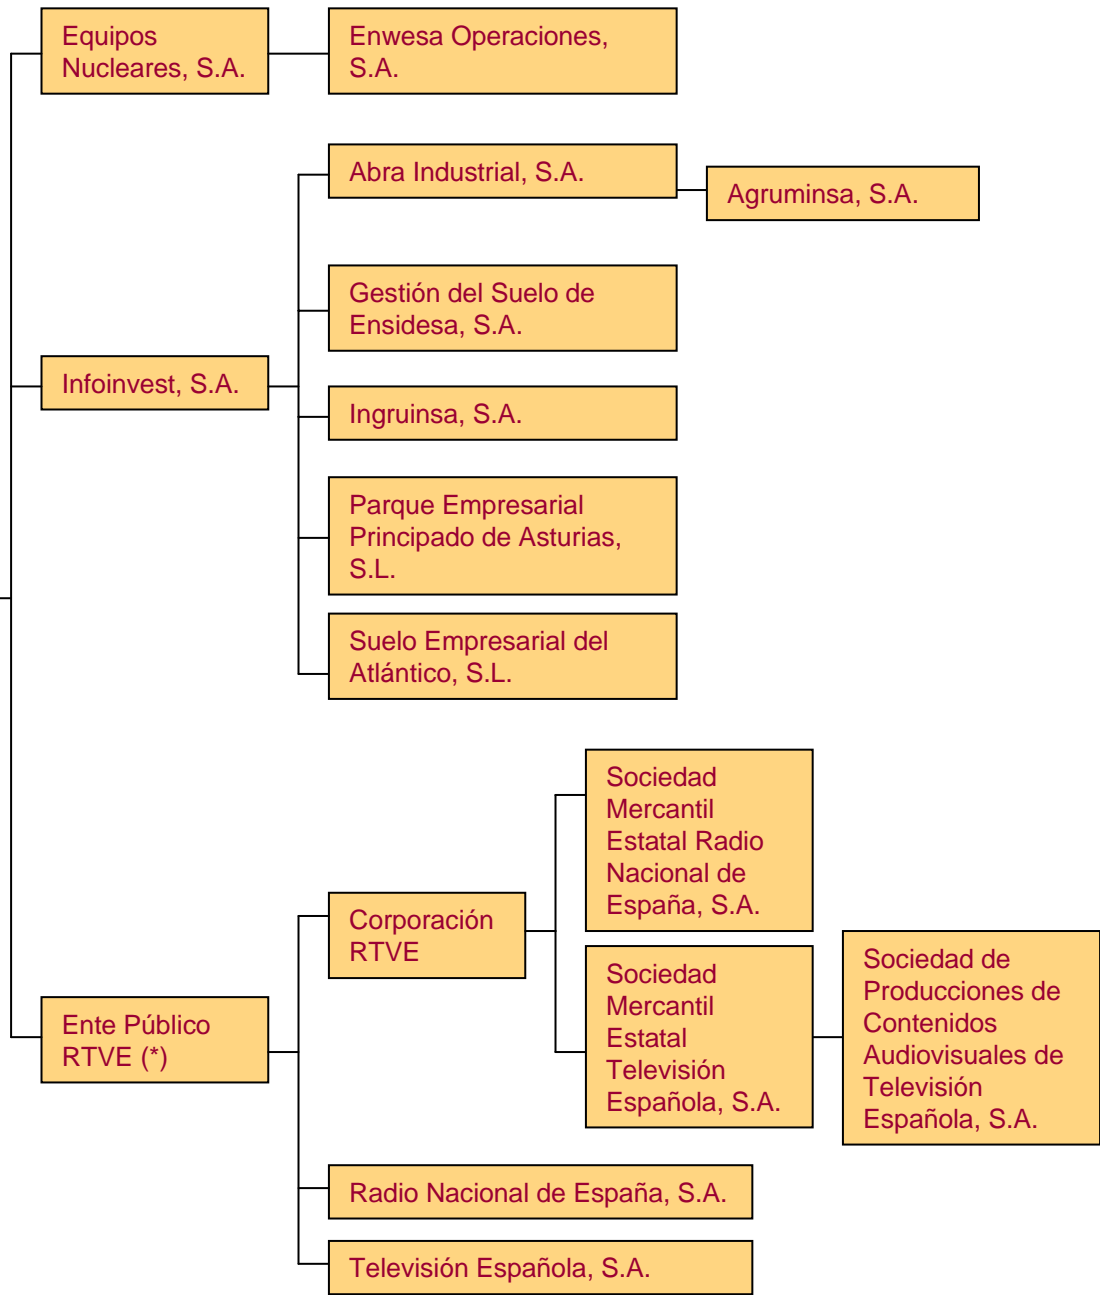 Equipos
Nucleares, S.A.
Enwesa Operaciones,
S.A.
Abra Industrial, S.A.
Agruminsa, S.A.
Gestión del Suelo de
Ensidesa, S.A.
Infoinvest, S.A.
Ingruinsa, S.A.
Parque Empresarial
Principado de Asturias,
S.L.
Suelo Empresarial del
Atlántico, S.L.
Sociedad
Mercantil
Estatal Radio
Nacional de
España, S.A.
Corporación
RTVE
Sociedad
Mercantil
Estatal
Televisión
Española, S.A.
Sociedad de
Producciones de
Contenidos
Audiovisuales de
Televisión
Española, S.A.
Ente Público
RTVE (*)
Radio Nacional de España, S.A.
Televisión Española, S.A.